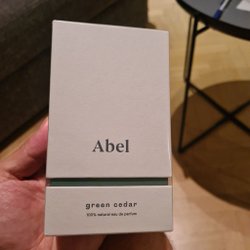 Abel
green cedar
100% natural eau de parfum